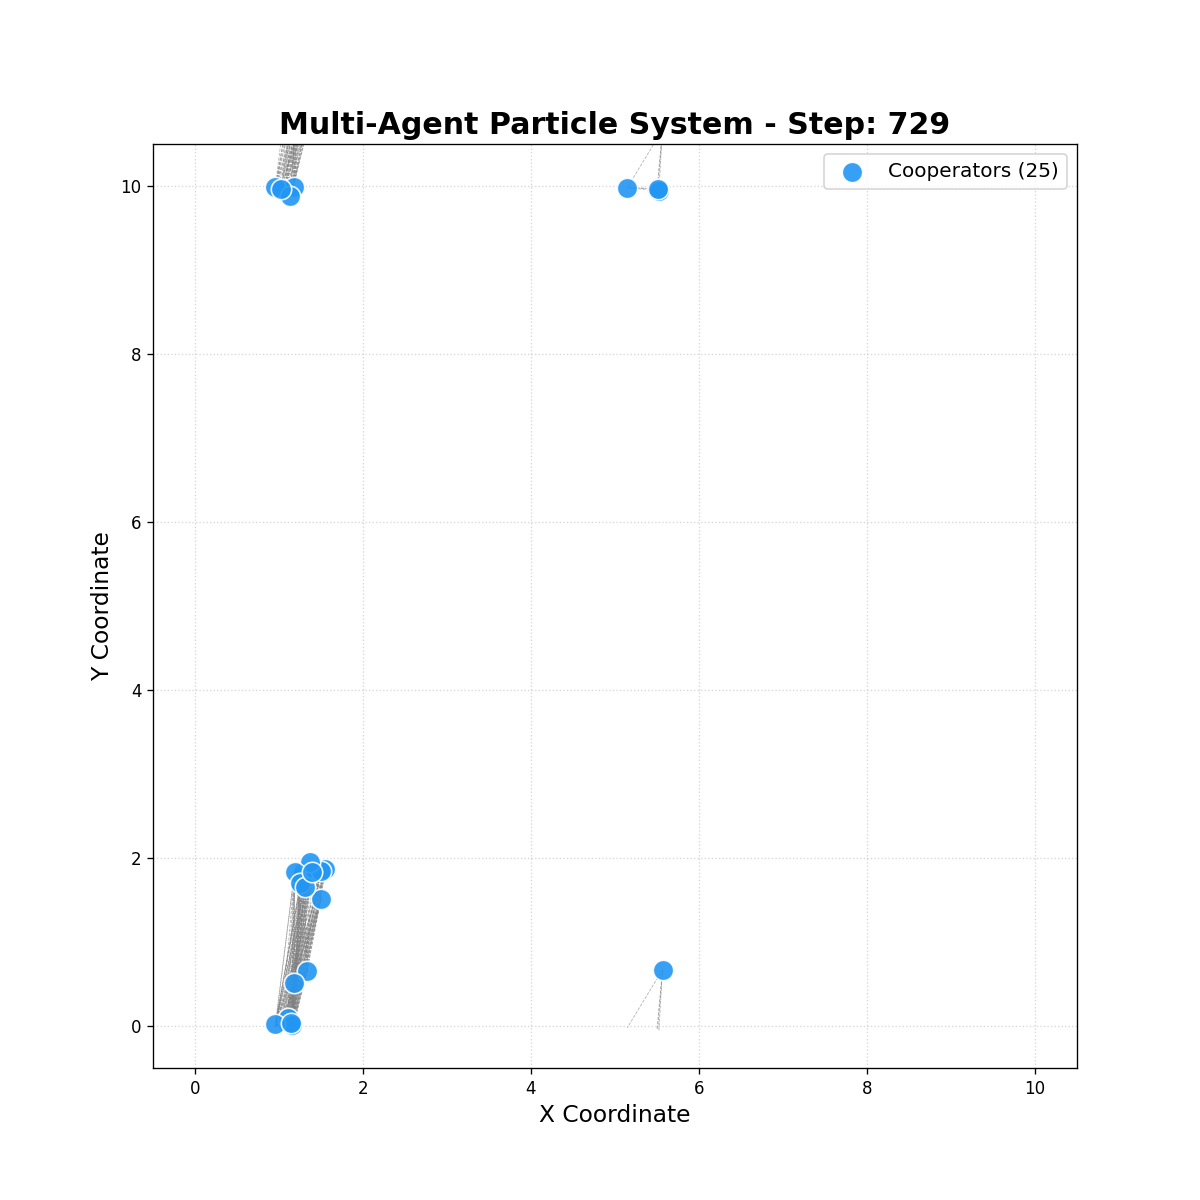 Multi-Agent Particle System - Step: 729
Cooperators (25)
10
8
6
4
2
0
Y Coordinate
0 2 4 6 8 10
X Coordinate